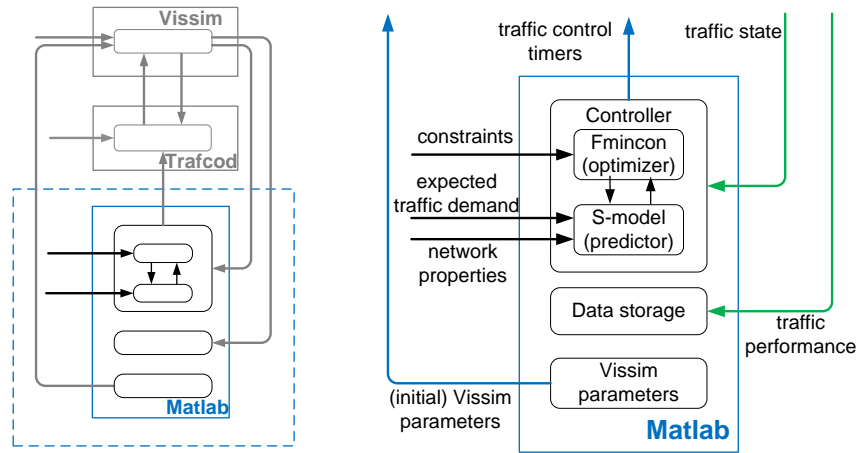 Vissim
Trafcod
Matlab
traffic control
timers
traffic state
Controller
constraints
Fmincon
(optimizer)
expected
traffic demand
S-model
(predictor)
network
properties
Data storage
traffic
performance
Vissim
parameters
(initial) Vissim
parameters
Matlab